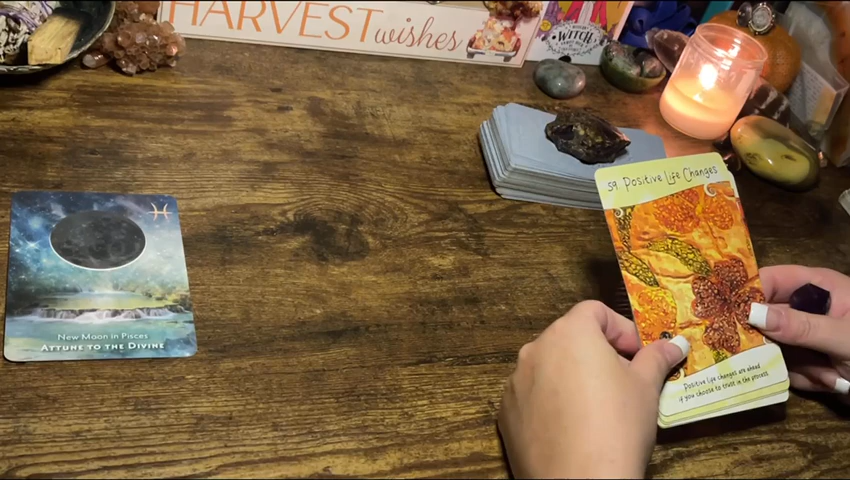 HARVEST wishes
WITCH
59 Positive Life Changes
Positive life changes are ahead
if you choose to trust in the process
New Moon in Pisces
ATTUNE TO THE DIVINE